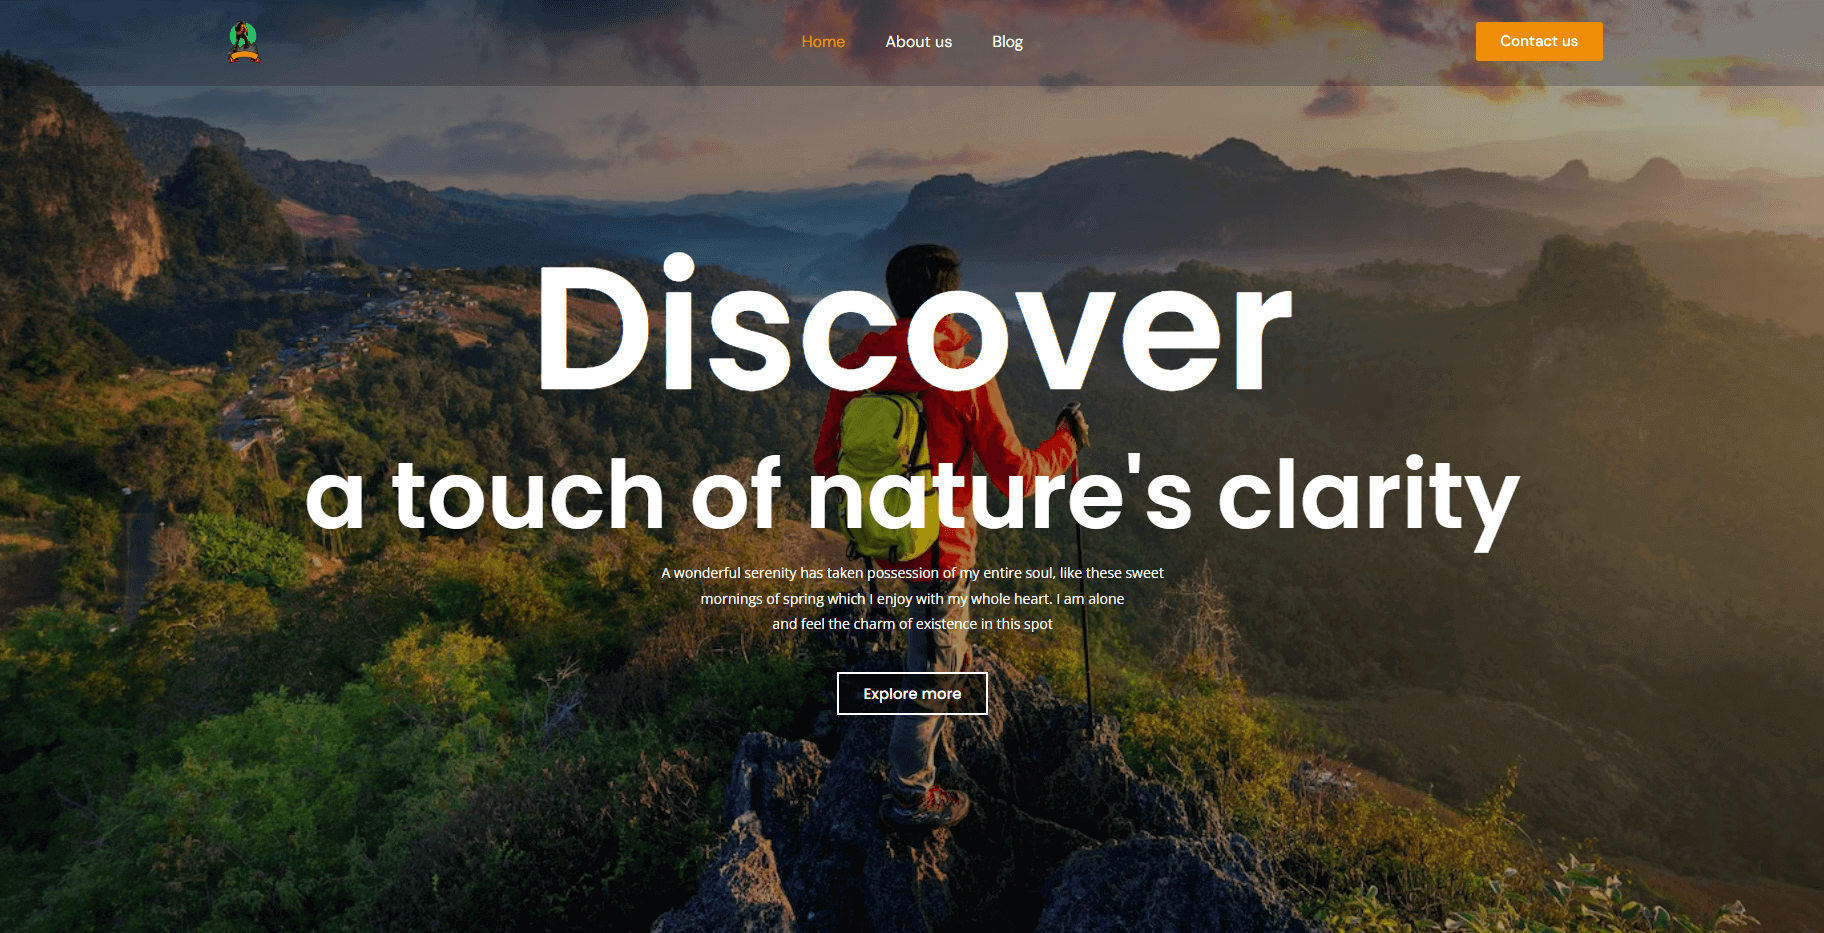 Home
About us
Blog
Contact us
Discover
a touch of nature's clarity
A wonderful serenity has taken possession of my entire soul, like these sweet
mornings of spring which I enjoy with my whole heart. I am alone
and feel the charm of existence in this spot
Explore more